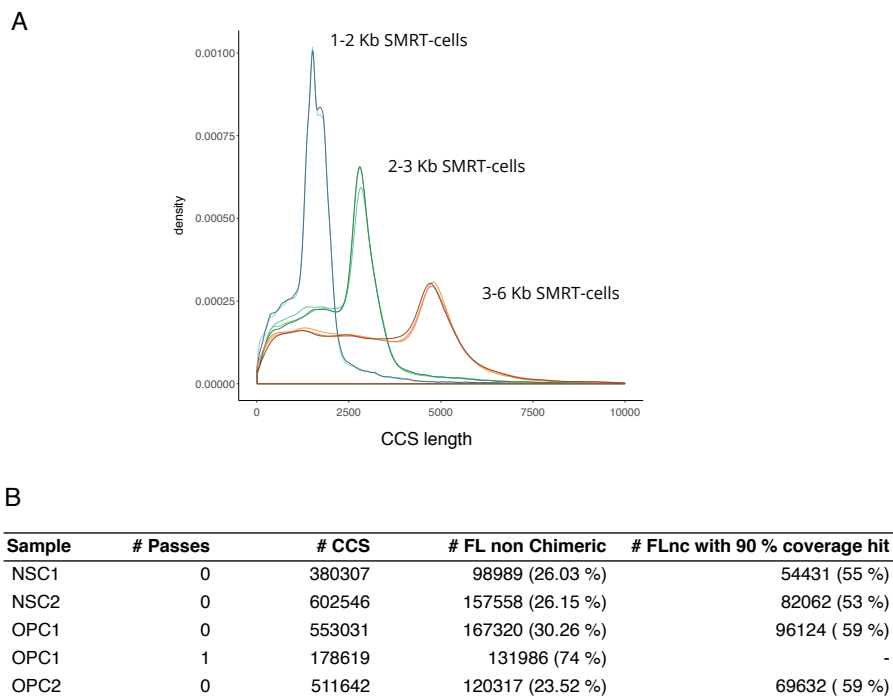 A
1-2 Kb SMRT-cells
0.00100
2-3 Kb SMRT-cells
0.00075
density
0.00050
3-6 Kb SMRT-cells
0.00025
0.00000
0 2500 5000 7500 10000
CCS length
B
Sample # Passes # CCS # FL non Chimeric # FLnc with 90 % coverage hit
NSC1 0 380307 98989 (26.03 %) 54431 (55 %)
NSC2 0 602546 157558 (26.15 %) 82062 (53 %)
OPC1 0 553031 167320 (30.26 %) 96124 ( 59 %)
OPC1 1 178619 131986 (74 %) -
OPC2 0 511642 120317 (23.52 %) 69632 ( 59 %)